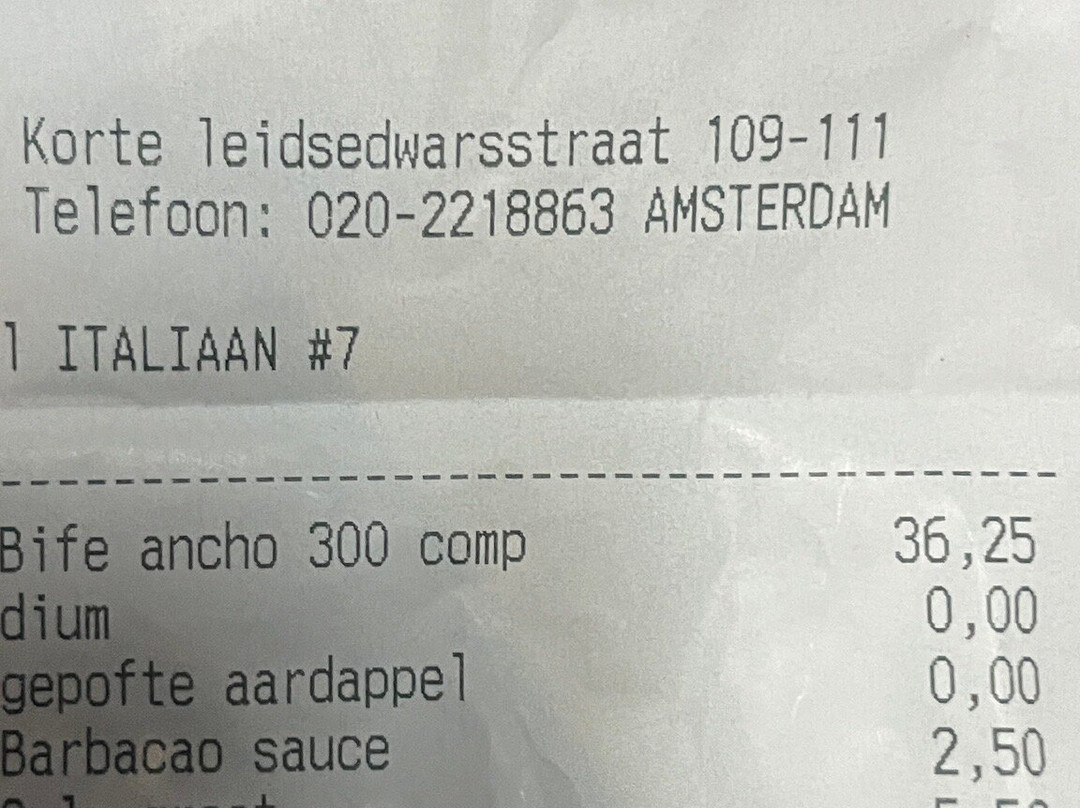 Korte leidsedwarsstraat 109-111
Telefoon: 020-2218863 AMSTERDAM
l ITALIAAN #7
Bife ancho 300 comp 36,25
dium 0,00
gepofte aardappel 0,00
Barbacao sauce 2,50